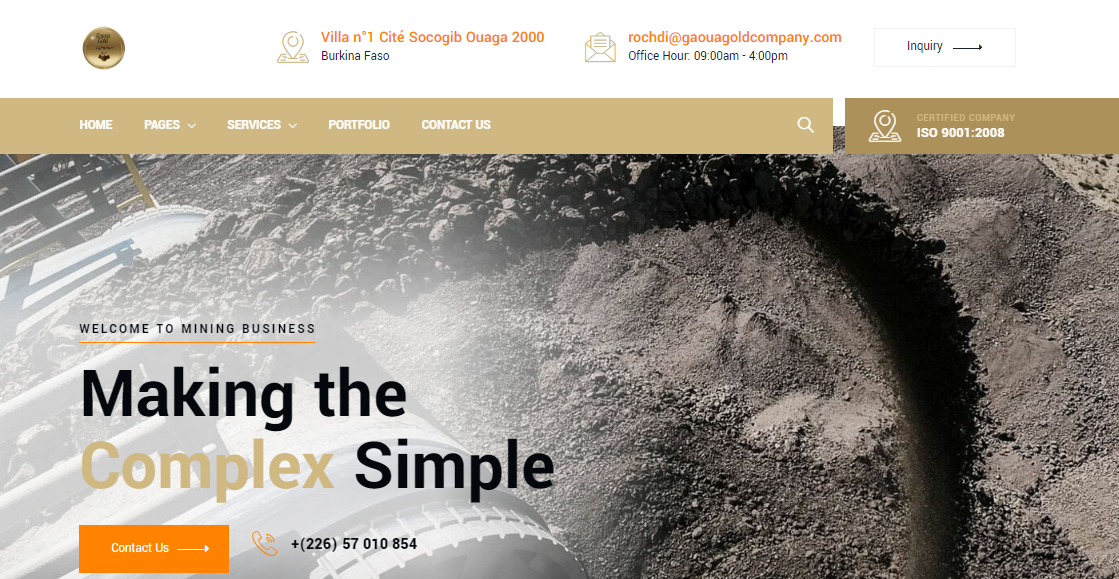 Villa n°1 Cité Socogib Ouaga 2000
Burkina Faso
rochdi@gaouagoldcompany.com
Office Hour: 09:00am - 4:00pm
Inquiry
HOME PAGES SERVICES PORTFOLIO CONTACT US
CERTIFIED COMPANY
ISO 9001:2008
WELCOME TO MINING BUSINESS
Making the
Complex Simple
Contact Us
+(226) 57 010 854